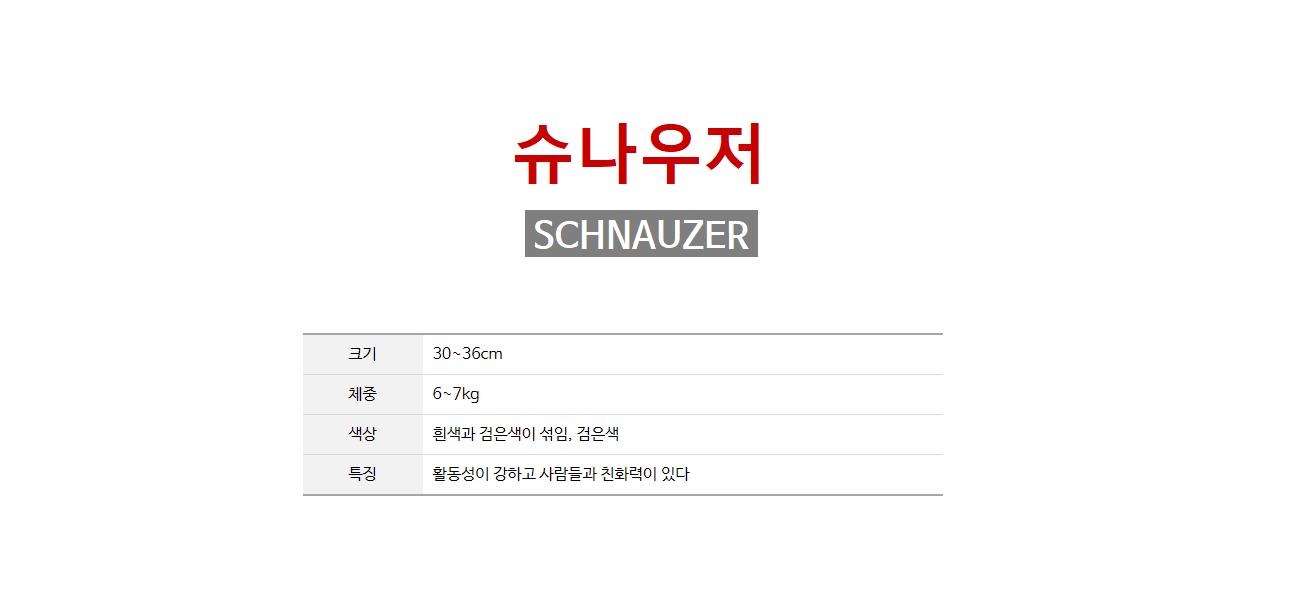 슈나우저
SCHNAUZER
크기 30~36cm
체중 6~7kg
색상 흰색과 검은색이 섞임, 검은색
특징 활동성이 강하고 사람들과 친화력이 있다